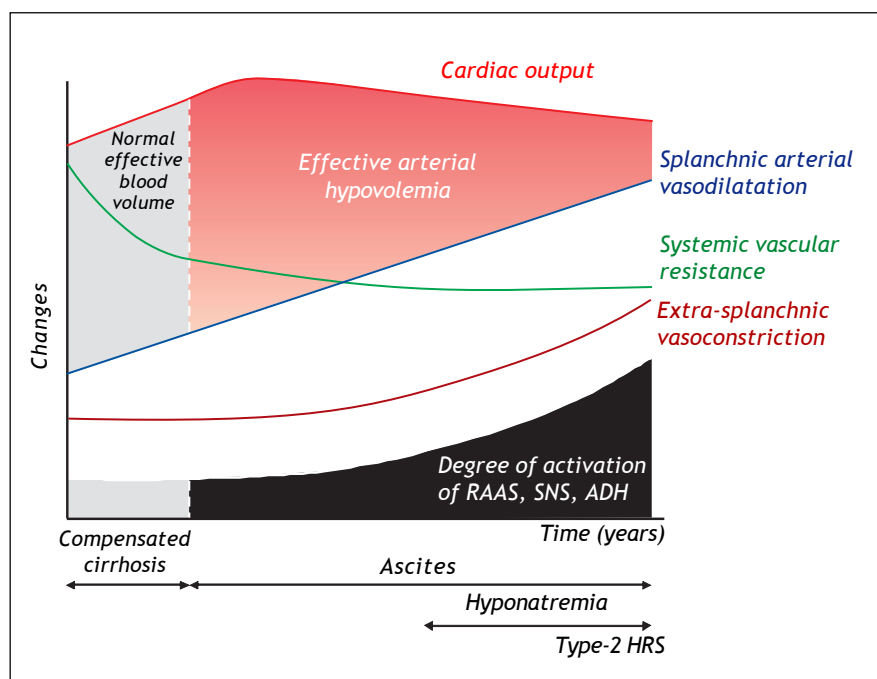 Cardiac output
Normal
effective
blood
volume
Effective arterial
hypovolemia
Splanchnic arterial
vasodilatation
Systemic vascular
resistance
Extra-splanchnic
vasoconstriction
Changes
Degree of activation
of RAAS, SNS, ADH
Time (years)
Compensated
cirrhosis
Ascites
Hyponatremia
Type-2 HRS